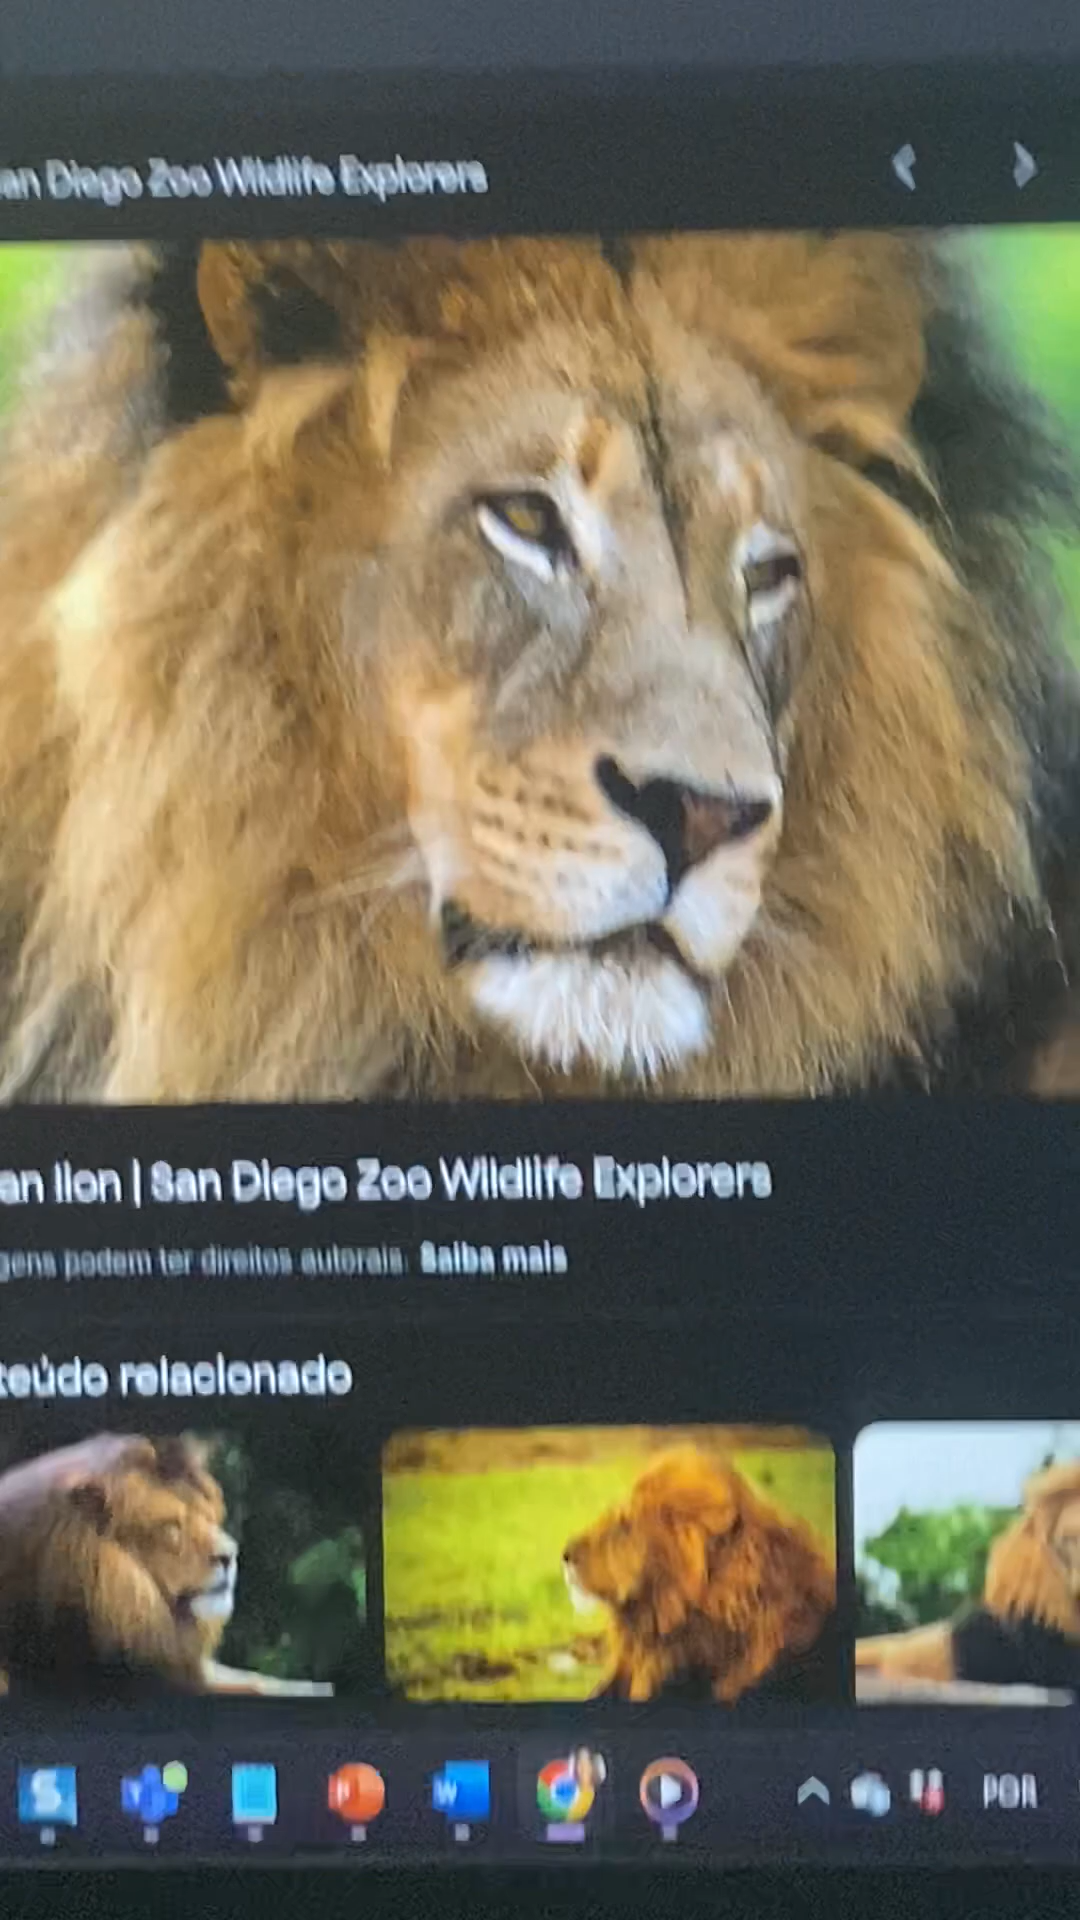 an Diego Zoo Wildlife Explorers
an lion | San Diego Zoo Wildlife Explorers
gens podem ter direitos autorais. Saiba mais
teúdo relacionado
POR